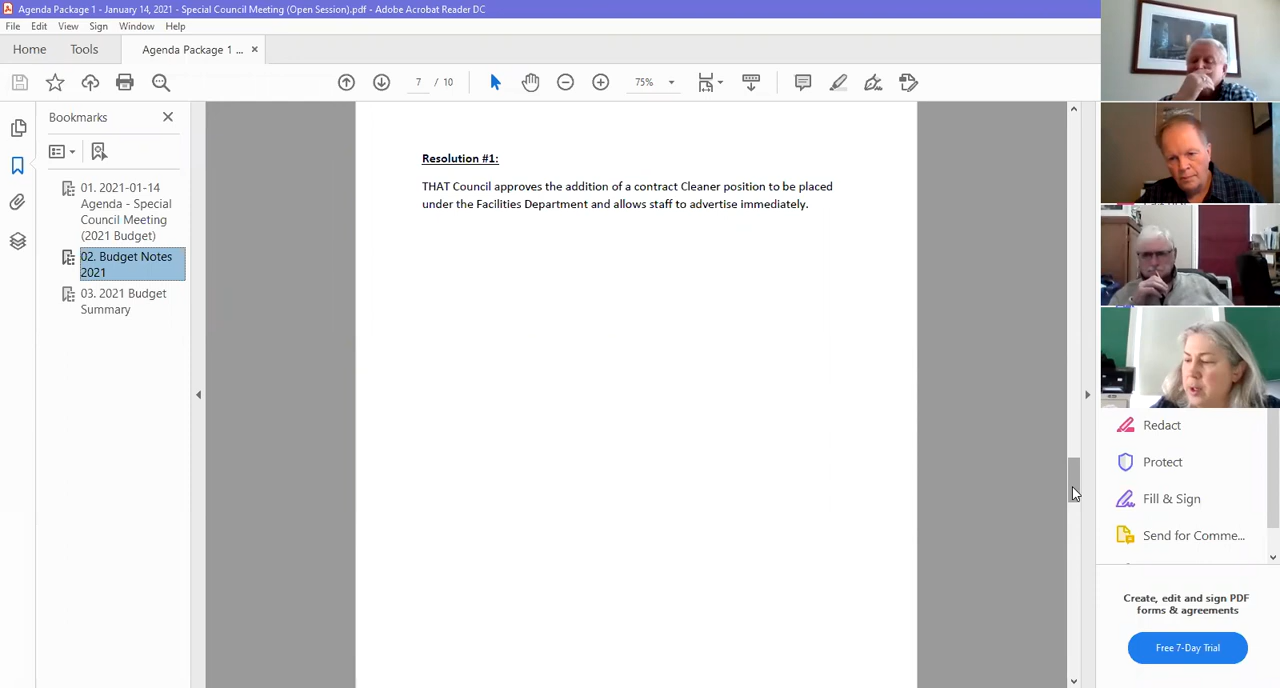 Agenda Package 1 - January 14, 2021 - Special Council Meeting (Open Session).pdf - Adobe Acrobat Reader DC
File Edit View Sign Window Help
Home Tools Agenda Package 1 ... ×
7 / 10 75%
Bookmarks ×
01. 2021-01-14
Agenda - Special
Council Meeting
(2021 Budget)
02. Budget Notes
2021
03. 2021 Budget
Summary
Resolution #1:
THAT Council approves the addition of a contract Cleaner position to be placed
under the Facilities Department and allows staff to advertise immediately.
Redact
Protect
Fill & Sign
Send for Comme...
Create, edit and sign PDF
forms & agreements
Free 7-Day Trial